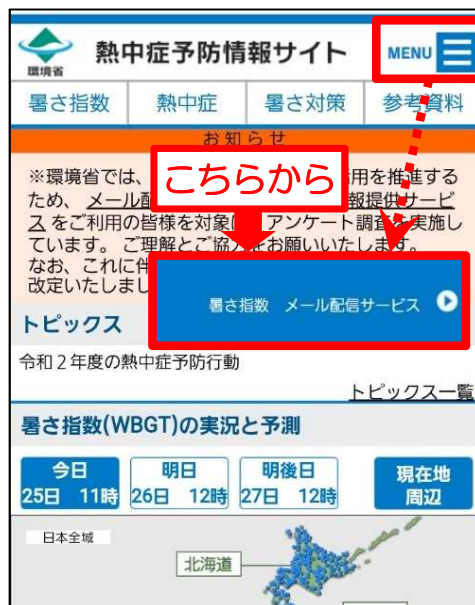 環境省
熱中症予防情報サイト
MENU
暑さ指数 熱中症 暑さ対策 参考資料
お知らせ
※環境省では、 用を推進する
ため、メール配 報提供サービ
スをご利用の皆様を対象に アンケート調査を実施し
ています。ご理解とご協力をお願いいたします。
なお、これに伴
改定いたしまし
こちらから
暑さ指数 メール配信サービス
トピックス
令和2年度の熱中症予防行動
トピックス一覧
暑さ指数(WBGT)の実況と予測
今日 明日 明後日 現在地
25日 11時 26日 12時 27日 12時 周辺
日本全域
北海道